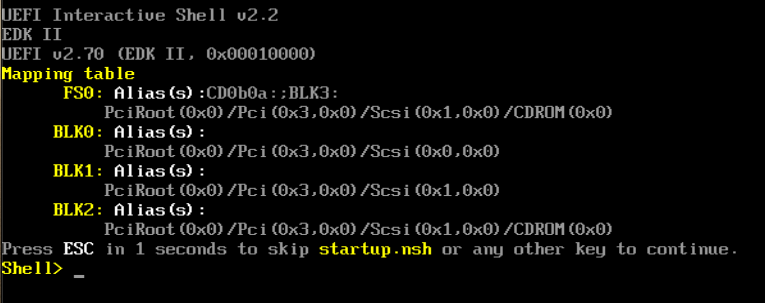 UEFI Interactive Shell v2.2
EDK II
UEFI v2.70 (EDK II, 0x00010000)
Mapping table
FS0: Alias(s):CD0b0a:;BLK3:
PciRoot(0x0)/Pci(0x3,0x0)/Scsi(0x1,0x0)/CDROM(0x0)
BLK0: Alias(s):
PciRoot(0x0)/Pci(0x3,0x0)/Scsi(0x0,0x0)
BLK1: Alias(s):
PciRoot(0x0)/Pci(0x3,0x0)/Scsi(0x1,0x0)
BLK2: Alias(s):
PciRoot(0x0)/Pci(0x3,0x0)/Scsi(0x1,0x0)/CDROM(0x0)
Press ESC in 1 seconds to skip startup.nsh or any other key to continue.
Shell> _